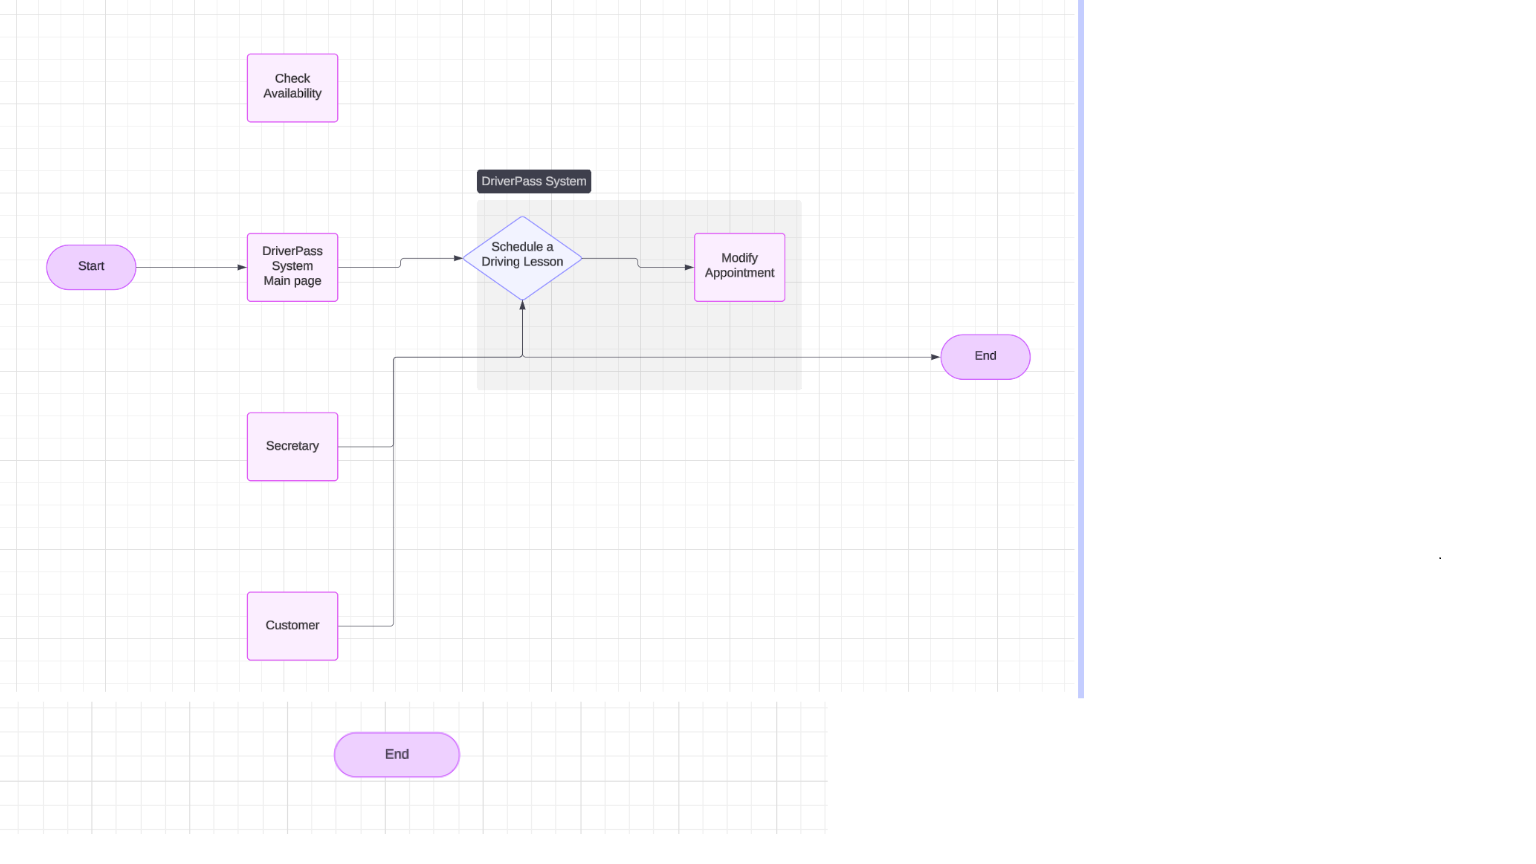 Check
Availability
DriverPass System
Start
DriverPass
System
Main page
Schedule a
Driving Lesson
Modify
Appointment
End
Secretary
Customer
End